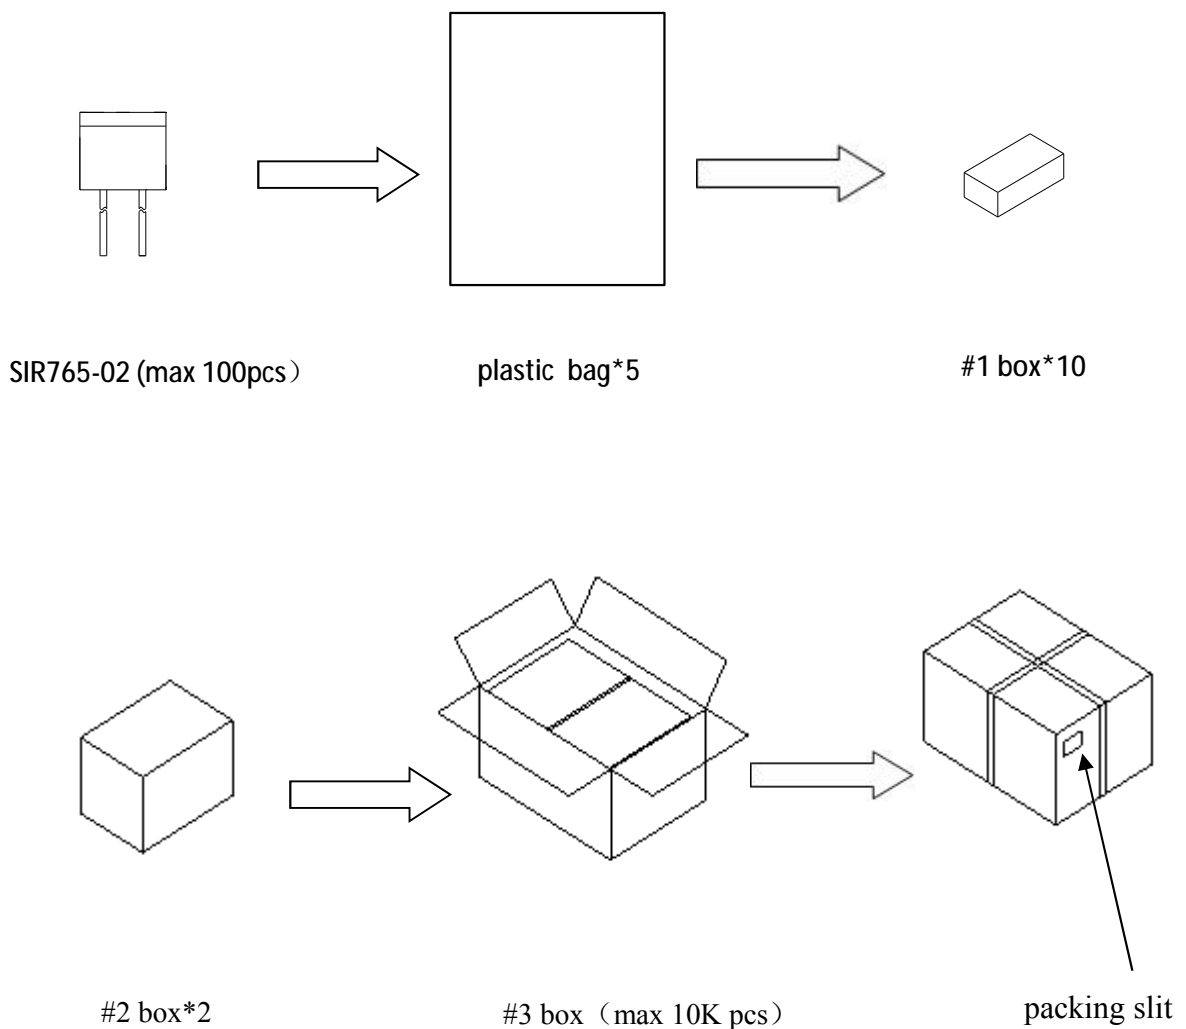 SIR765-02 (max 100pcs）
plastic bag*5
#1 box*10
#2 box*2
#3 box（max 10K pcs）
packing slit